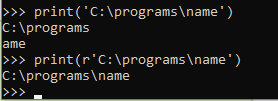 >>> print('C:\programs\name')
C:\programs
ame
>>> print(r'C:\programs\name')
C:\programs\name
>>>